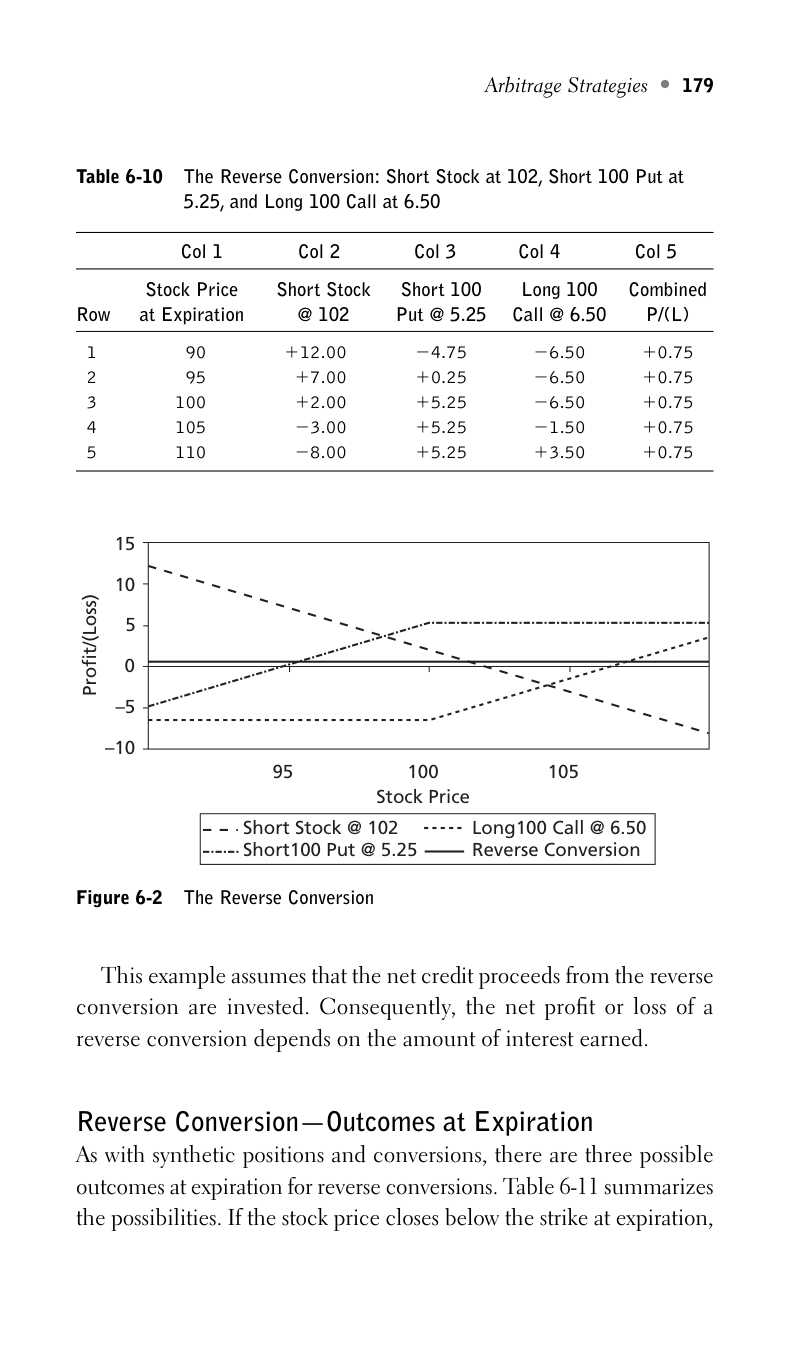 Arbitrage Strategies • 179
Table 6-10 The Reverse Conversion: Short Stock at 102, Short 100 Put at
5.25, and Long 100 Call at 6.50
Col 1 Col 2 Col 3 Col 4 Col 5
Stock Price Short Stock Short 100 Long 100 Combined
Row at Expiration @ 102 Put @ 5.25 Call @ 6.50 P/(L)
1 90 +12.00 −4.75 −6.50 +0.75
2 95 +7.00 +0.25 −6.50 +0.75
3 100 +2.00 +5.25 −6.50 +0.75
4 105 −3.00 +5.25 −1.50 +0.75
5 110 −8.00 +5.25 +3.50 +0.75
15
10
5
0
–5
–10
Profit/(Loss)
95 100 105
Stock Price
Short Stock @ 102 Long100 Call @ 6.50
Short100 Put @ 5.25 Reverse Conversion
Figure 6-2 The Reverse Conversion
This example assumes that the net credit proceeds from the reverse
conversion are invested. Consequently, the net profit or loss of a
reverse conversion depends on the amount of interest earned.
Reverse Conversion—Outcomes at Expiration
As with synthetic positions and conversions, there are three possible
outcomes at expiration for reverse conversions. Table 6-11 summarizes
the possibilities. If the stock price closes below the strike at expiration,